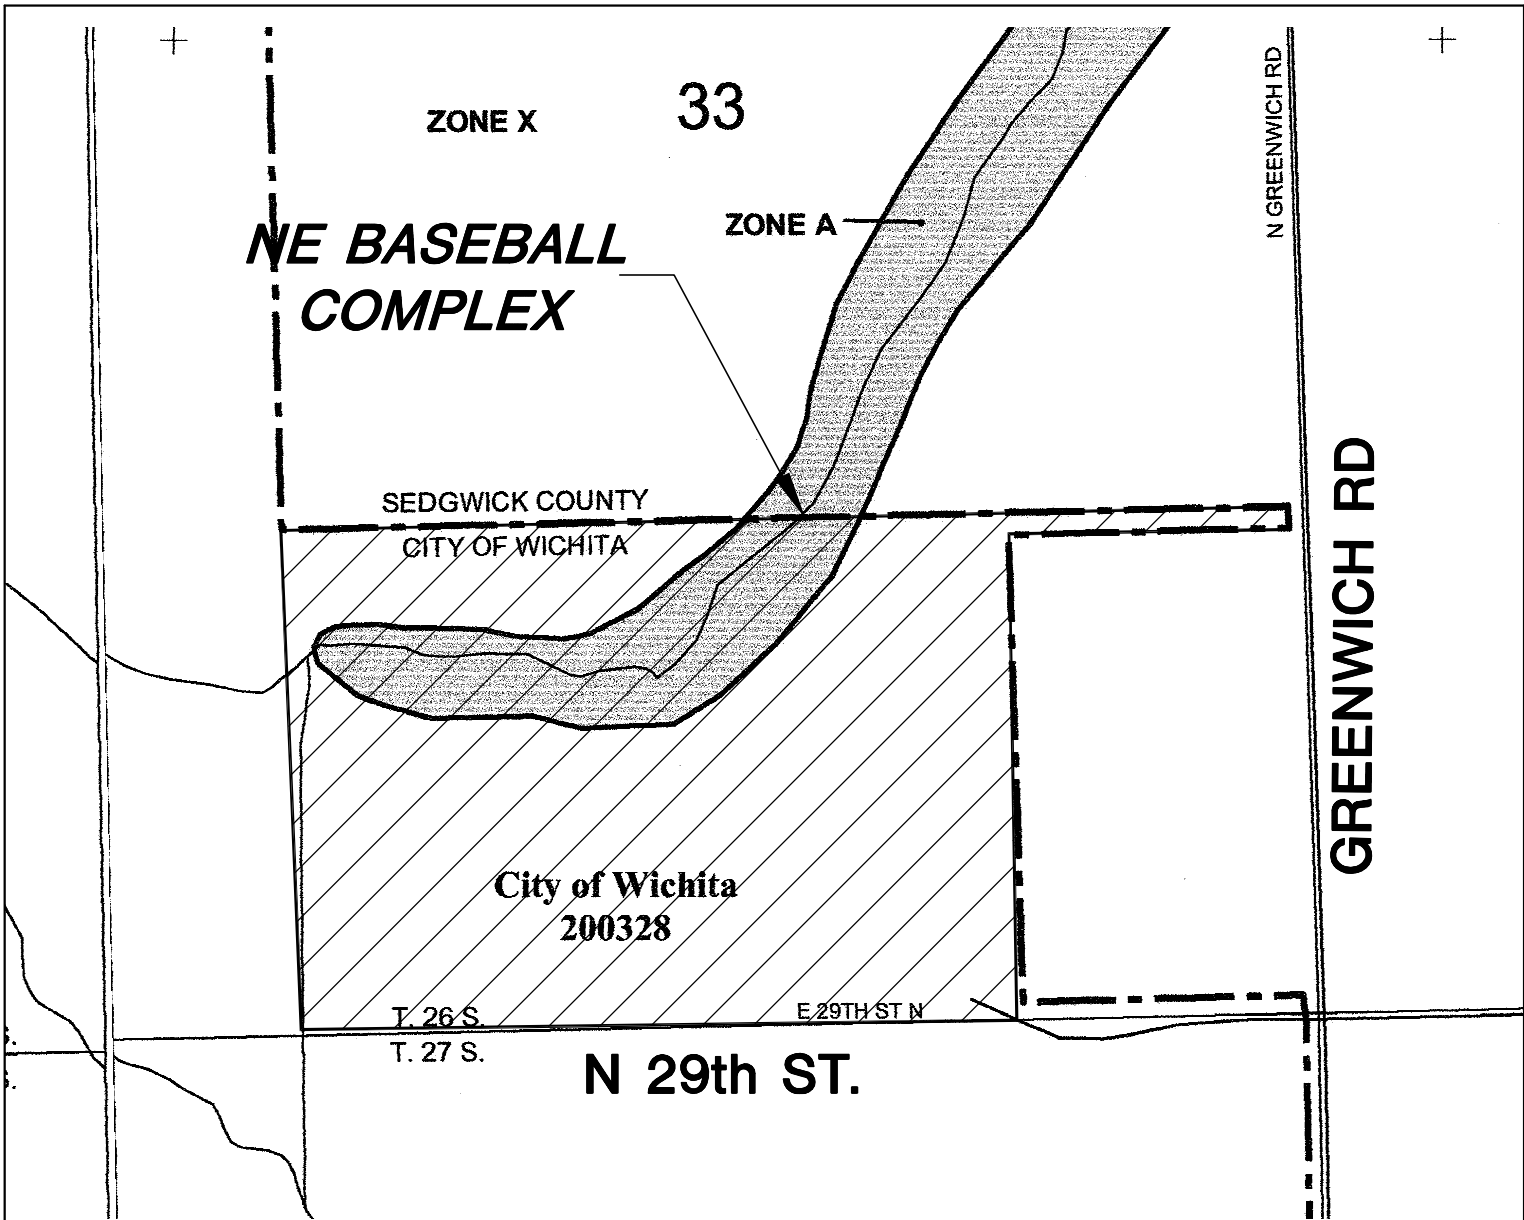 33
ZONE X
N GREENWICH RD
ZONE A
NE BASEBALL
COMPLEX
SEDGWICK COUNTY
CITY OF WICHITA
GREENWICH RD
City of Wichita
200328
T. 26 S.
E 29TH ST N
T. 27 S.
N 29th ST.